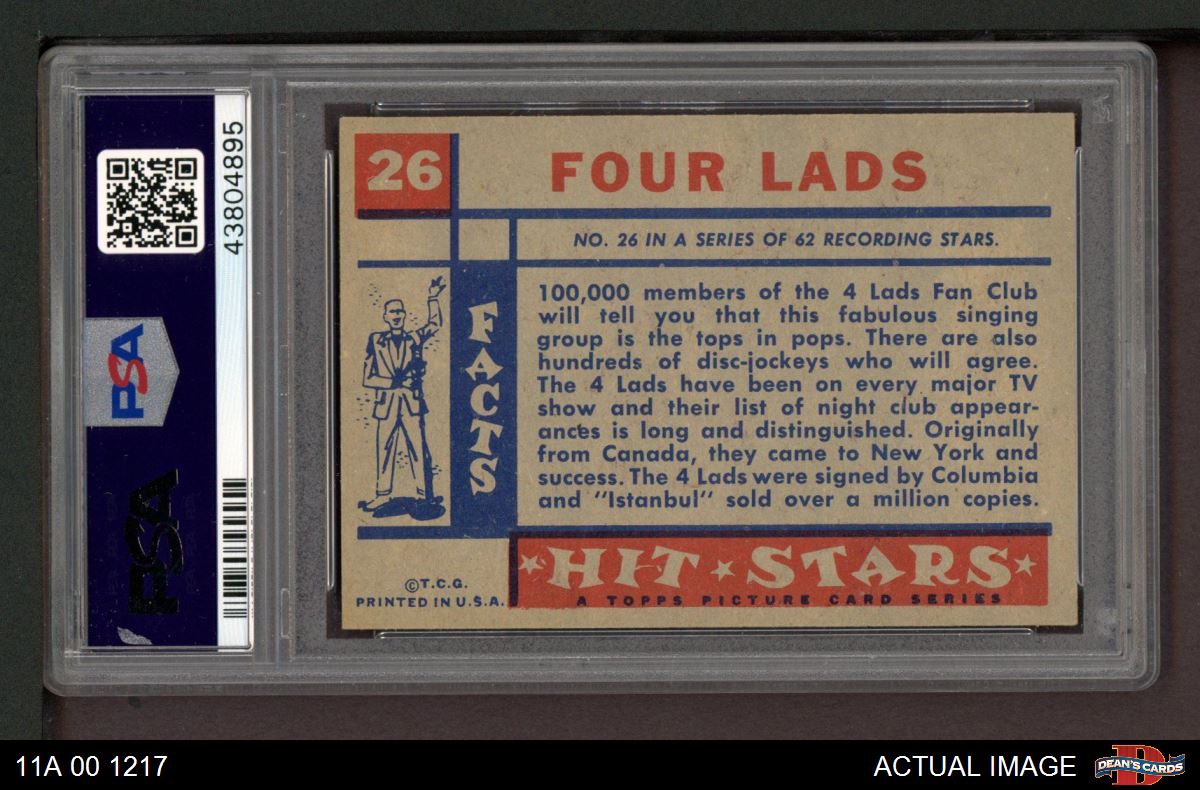 43804895
PSA
PSA
26
FOUR LADS
NO. 26 IN A SERIES OF 62 RECORDING STARS.
FACTS
100,000 members of the 4 Lads Fan Club
will tell you that this fabulous singing
group is the tops in pops. There are also
hundreds of disc-jockeys who will agree.
The 4 Lads have been on every major TV
show and their list of night club appear-
ances is long and distinguished. Originally
from Canada, they came to New York and
success. The 4 Lads were signed by Columbia
and "Istanbul" sold over a million copies.
HIT STARS
A TOPPS PICTURE CARD SERIES
©T.C.G.
PRINTED IN U.S.A.
11A 00 1217
ACTUAL IMAGE
D
DEAN'S CARDS